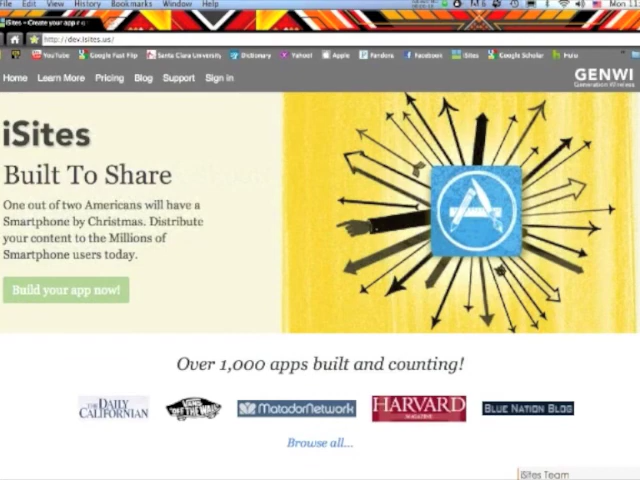 File Edit View History Bookmarks Window Help
Mon 11
iSites – Create your app
http://dev.isites.us/
YouTube Google Fast Flip Santa Clara University Dictionary Yahoo! Apple Pandora Facebook iSites Google Scholar Hulu
Home Learn More Pricing Blog Support Sign in
GENWI
Generation Wireless
iSites
Built To Share
One out of two Americans will have a
Smartphone by Christmas. Distribute
your content to the Millions of
Smartphone users today.
Build your app now!
Over 1,000 apps built and counting!
THE DAILY
CALIFORNIAN
VANS
"OFF THE WALL"
MatadorNetwork
HARVARD
MAGAZINE
BLUE NATION BLOG
Browse all...
iSites Team